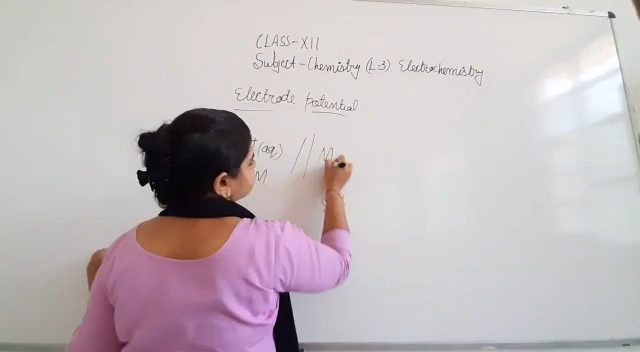 CLASS-XII
Subject-Chemistry (L-3) Electrochemistry
Electrode potential
(aq) // M
M